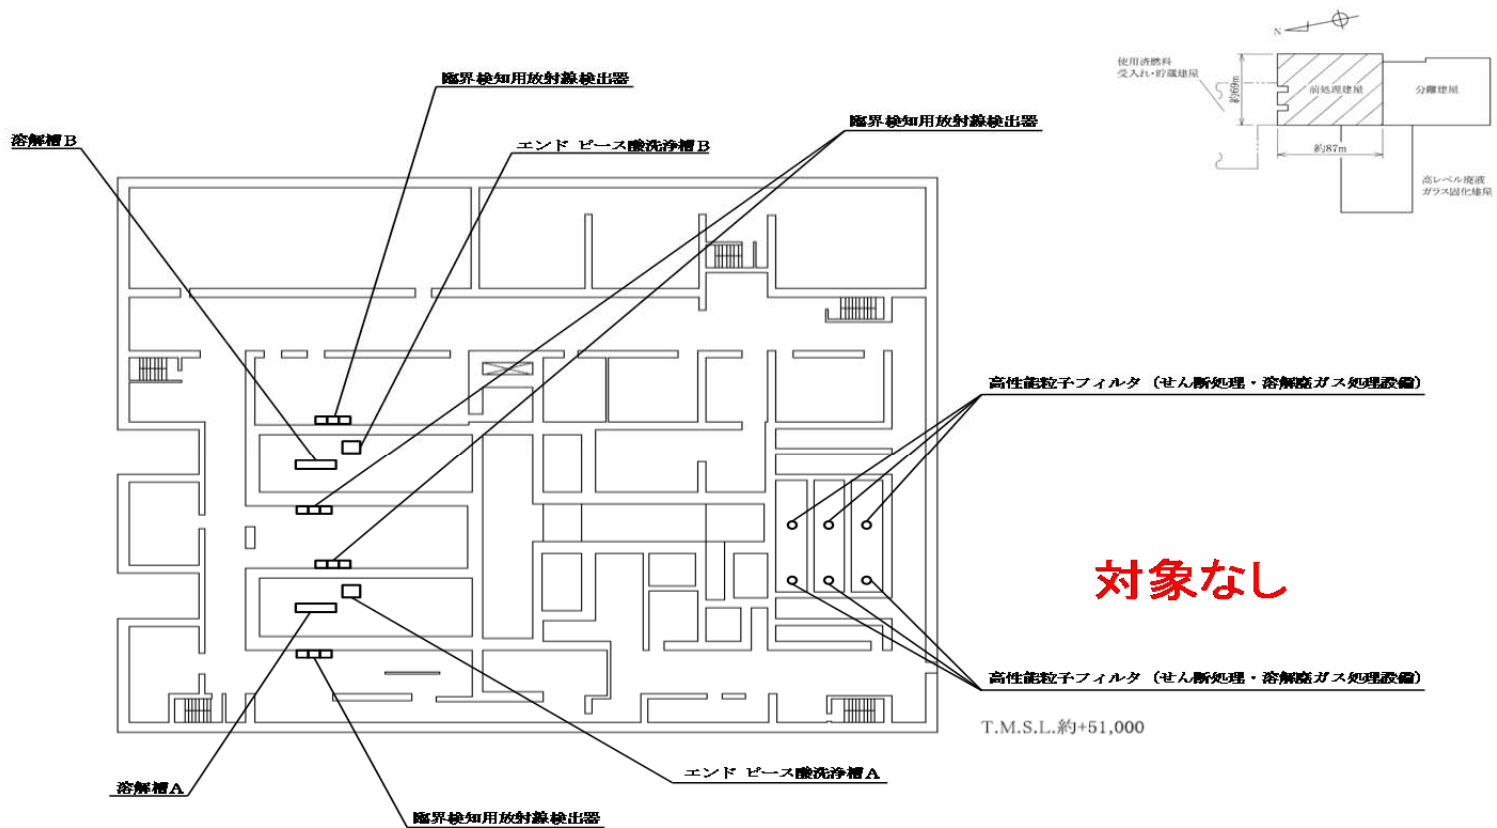 臨界検知用放射線検出器
溶解槽B
エンド ピース酸洗浄槽B
臨界検知用放射線検出器
N
使用済燃料
受入れ・貯蔵建屋
約69m
前処理建屋
分離建屋
約87m
高レベル廃液
ガラス固化建屋
高性能粒子フィルタ（せん断処理・溶解廃ガス処理設備）
対象なし
高性能粒子フィルタ（せん断処理・溶解廃ガス処理設備）
T.M.S.L.約+51,000
エンド ピース酸洗浄槽A
溶解槽A
臨界検知用放射線検出器